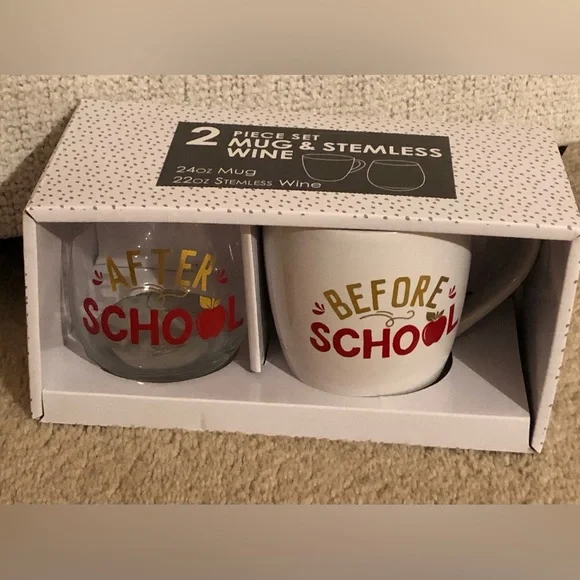 2 PIECE SET
MUG & STEMLESS
WINE
24OZ MUG
22OZ STEMLESS WINE
AFTER
SCHOOL
BEFORE
SCHOOL